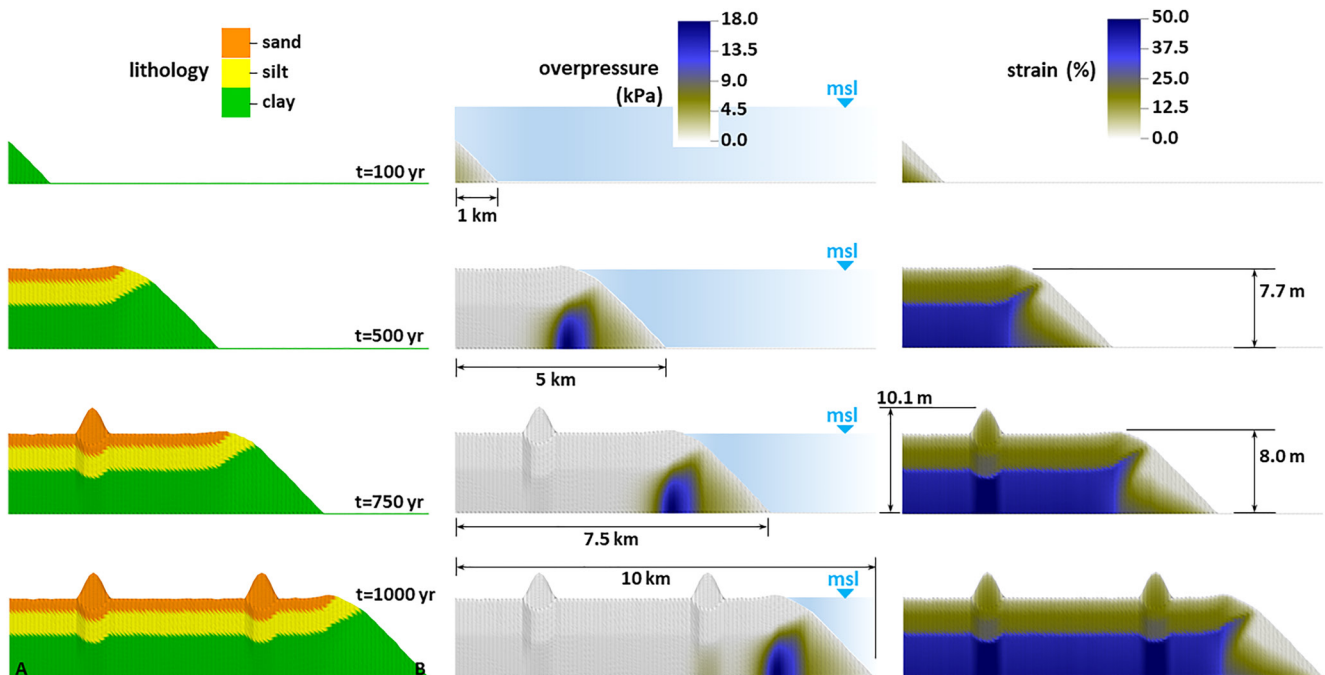 lithology
sand
silt
clay
overpressure
(kPa)
18.0
13.5
9.0
4.5
0.0
msl
strain (%)
50.0
37.5
25.0
12.5
0.0
t=100 yr
1 km
t=500 yr
msl
5 km
7.7 m
t=750 yr
msl
7.5 km
10.1 m
8.0 m
t=1000 yr
10 km
msl
A
B